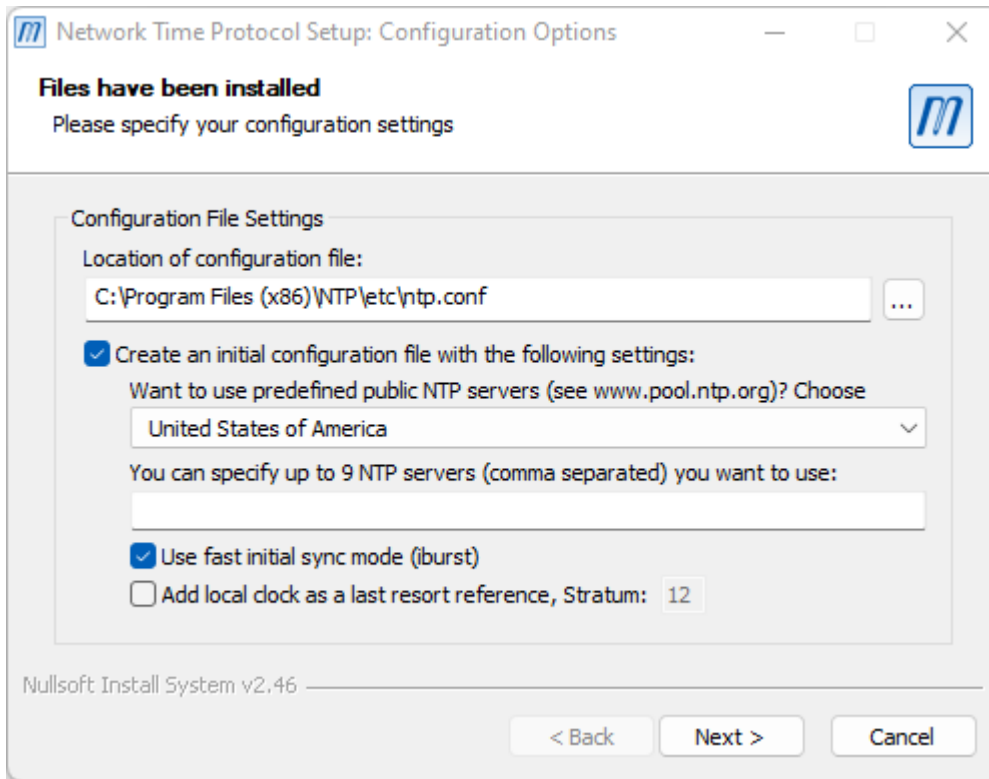 Network Time Protocol Setup: Configuration Options
Files have been installed
Please specify your configuration settings
Configuration File Settings
Location of configuration file:
C:\Program Files (x86)\NTP\etc\ntp.conf
...
Create an initial configuration file with the following settings:
Want to use predefined public NTP servers (see www.pool.ntp.org)? Choose
United States of America
You can specify up to 9 NTP servers (comma separated) you want to use:
Use fast initial sync mode (iburst)
Add local clock as a last resort reference, Stratum: 12
Nullsoft Install System v2.46
< Back Next > Cancel